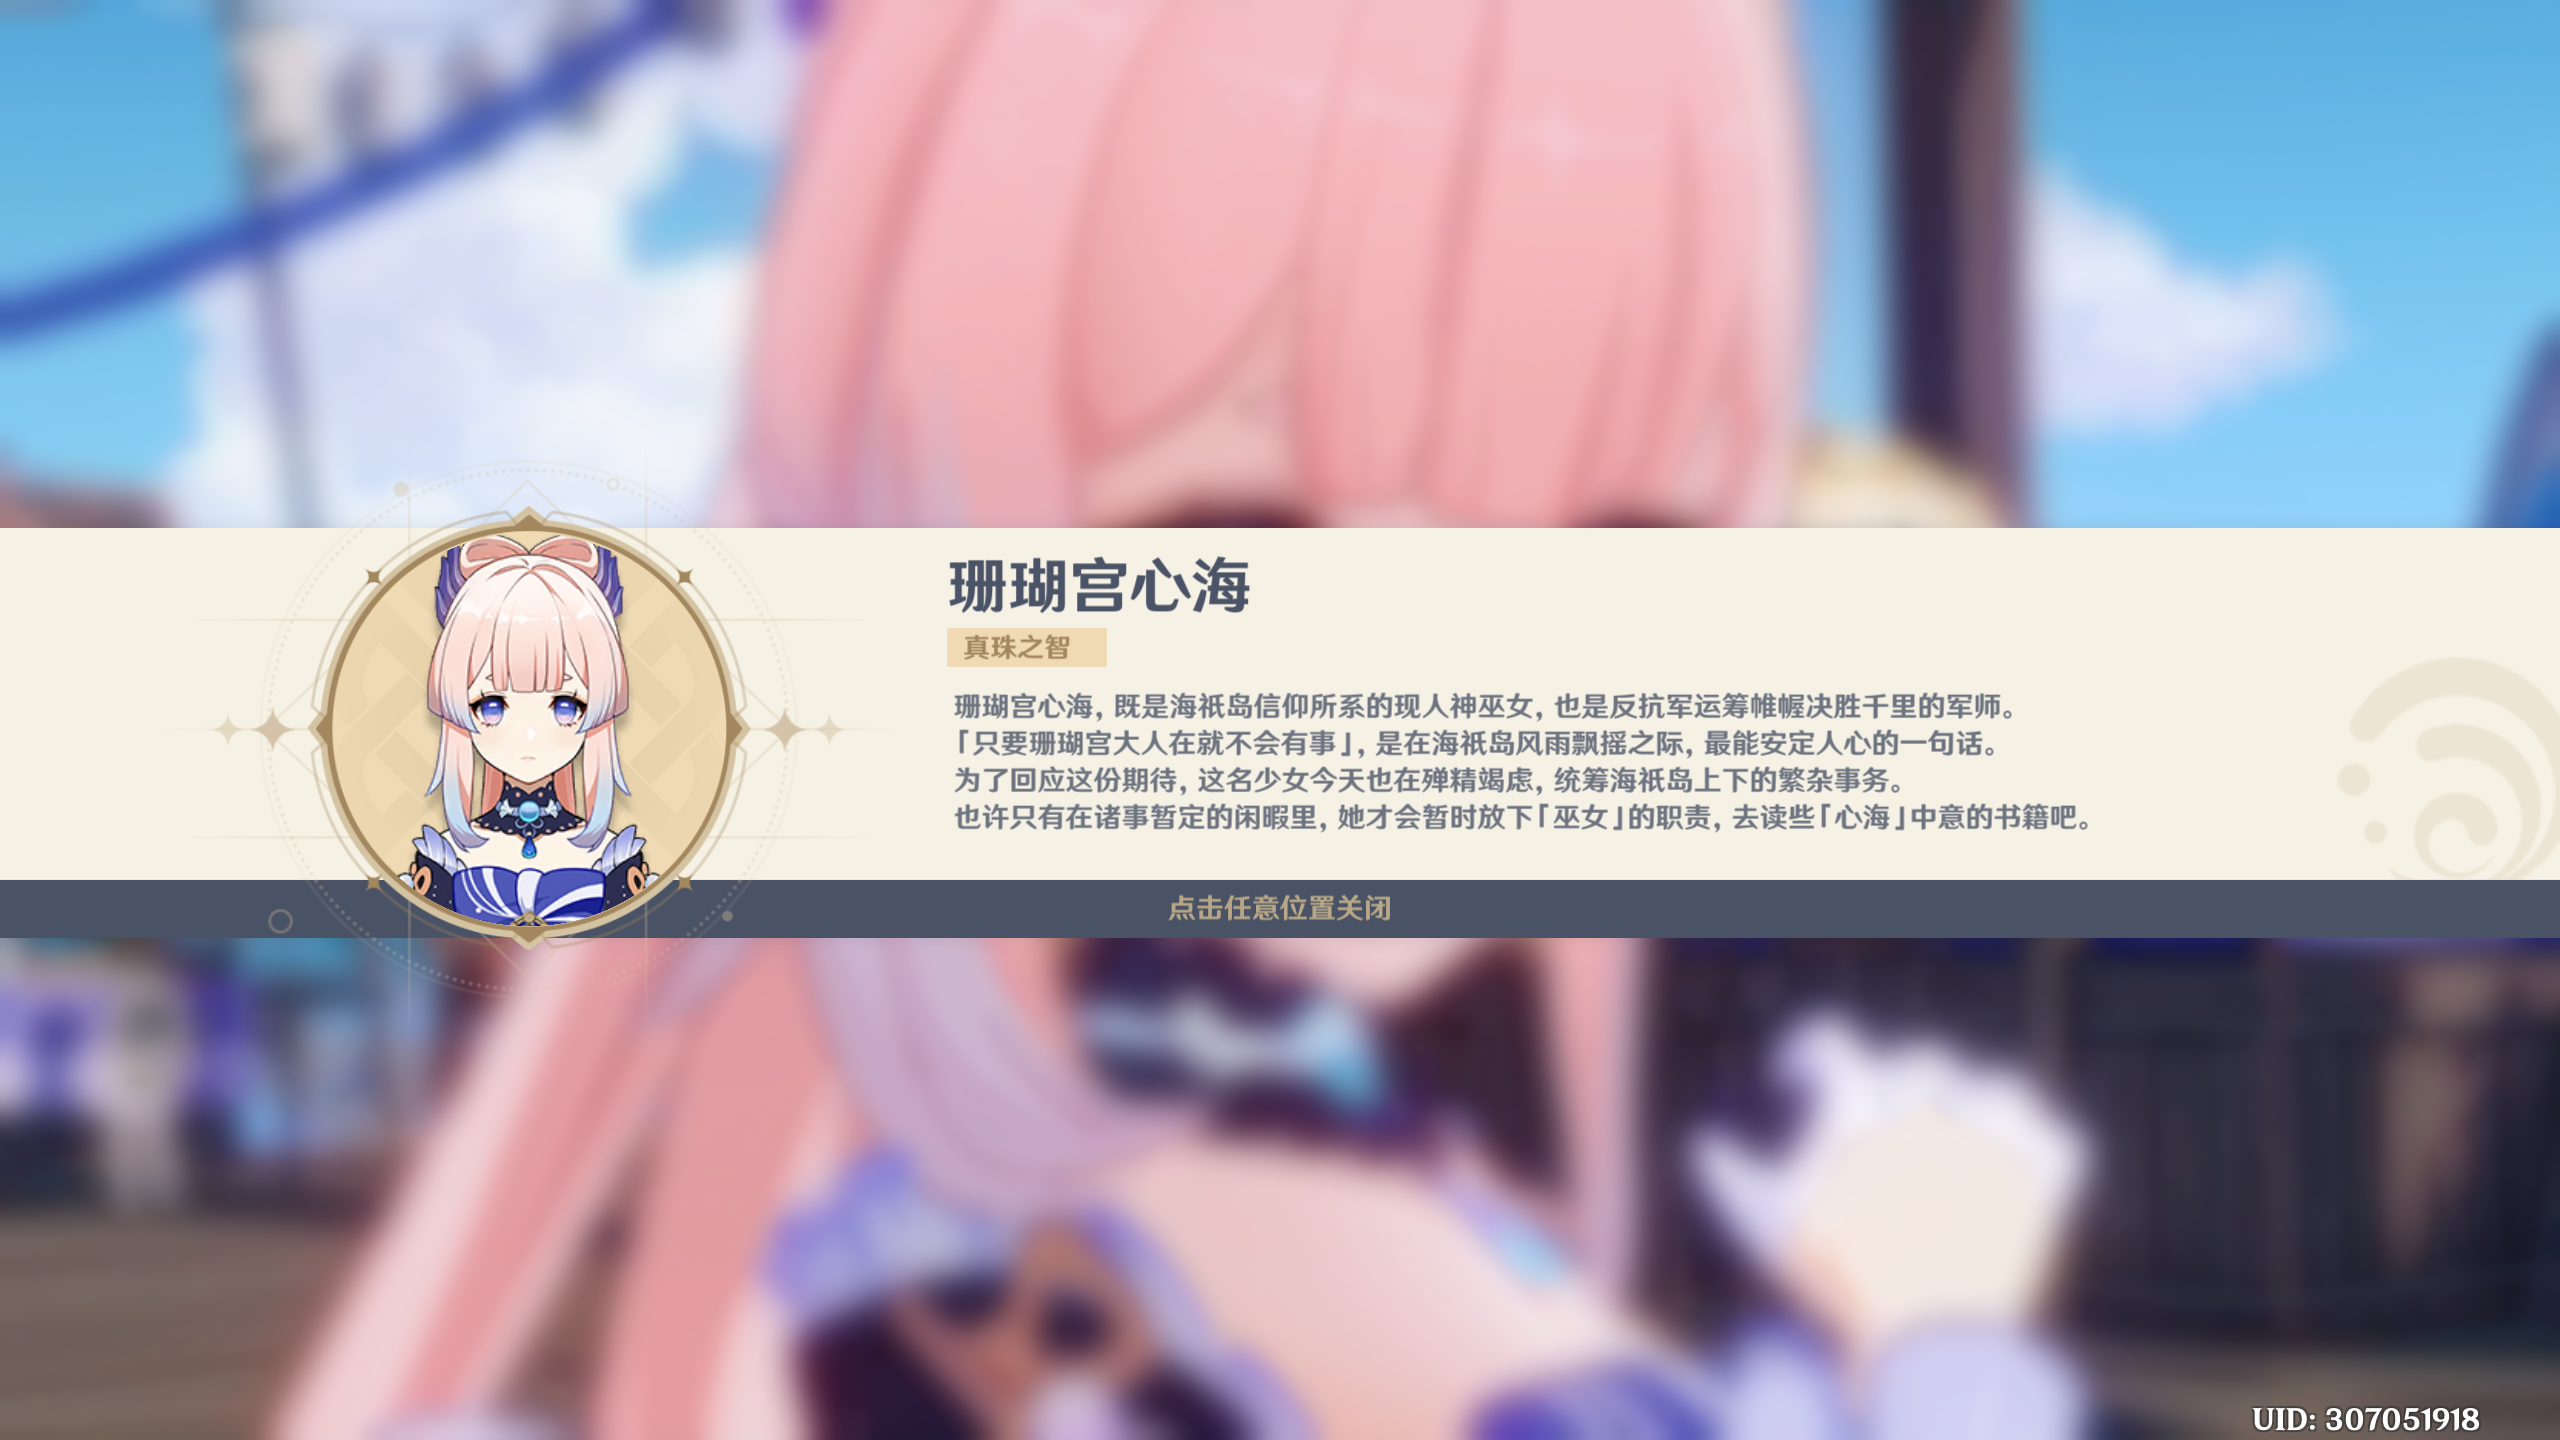 珊瑚宫心海
真珠之智
珊瑚宫心海，既是海祇岛信仰所系的现人神巫女，也是反抗军运筹帷幄决胜千里的军师。
「只要珊瑚宫大人在就不会有事」，是在海祇岛风雨飘摇之际，最能安定人心的一句话。
为了回应这份期待，这名少女今天也在殚精竭虑，统筹海祇岛上下的繁杂事务。
也许只有在诸事暂定的闲暇里，她才会暂时放下「巫女」的职责，去读些「心海」中意的书籍吧。
点击任意位置关闭
UID: 307051918